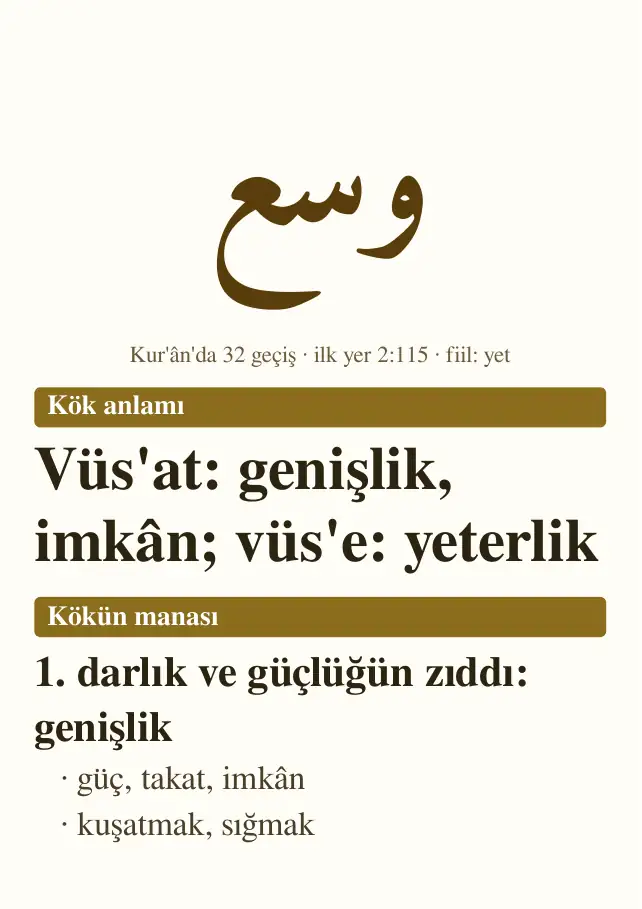 وسع
Kur'ân'da 32 geçiş · ilk yer 2:115 · fiil: yet
Kök anlamı
Vüs'at: genişlik,
imkân; vüs'e: yeterlik
Kökün manası
1. darlık ve güçlüğün zıddı:
genişlik
· güç, takat, imkân
· kuşatmak, sığmak